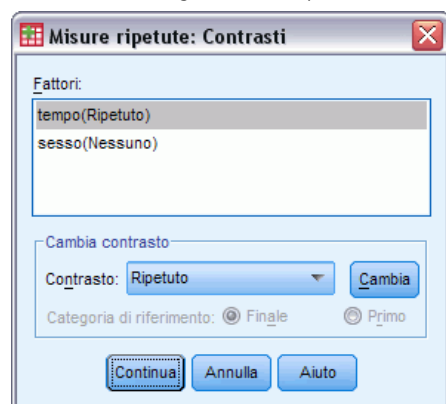 Misure ripetute: Contrasti
Fattori:
tempo(Ripetuto)
sesso(Nessuno)
Cambia contrasto
Contrasto: Ripetuto Cambia
Categoria di riferimento: Finale Primo
Continua Annulla Aiuto